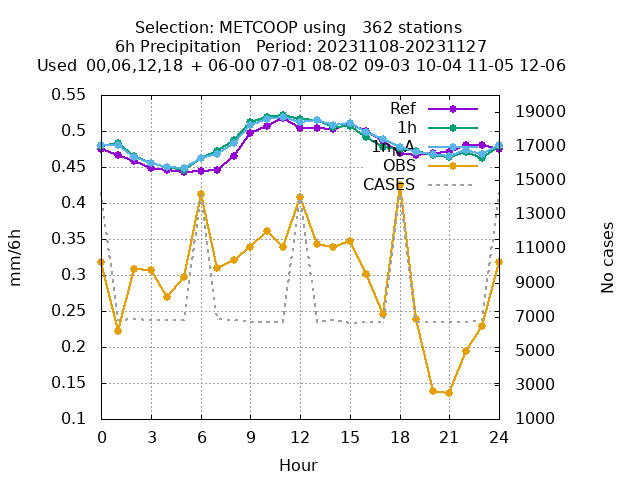 Selection: METCOOP using   362 stations
6h Precipitation   Period: 20231108-20231127
Used 00,06,12,18 + 06-00 07-01 08-02 09-03 10-04 11-05 12-06
0.55
0.5
0.45
0.4
0.35
0.3
0.25
0.2
0.15
0.1
mm/6h
Ref
1h
OBS
CASES
19000
17000
15000
13000
11000
9000
7000
5000
3000
1000
No cases
0 3 6 9 12 15 18 21 24
Hour